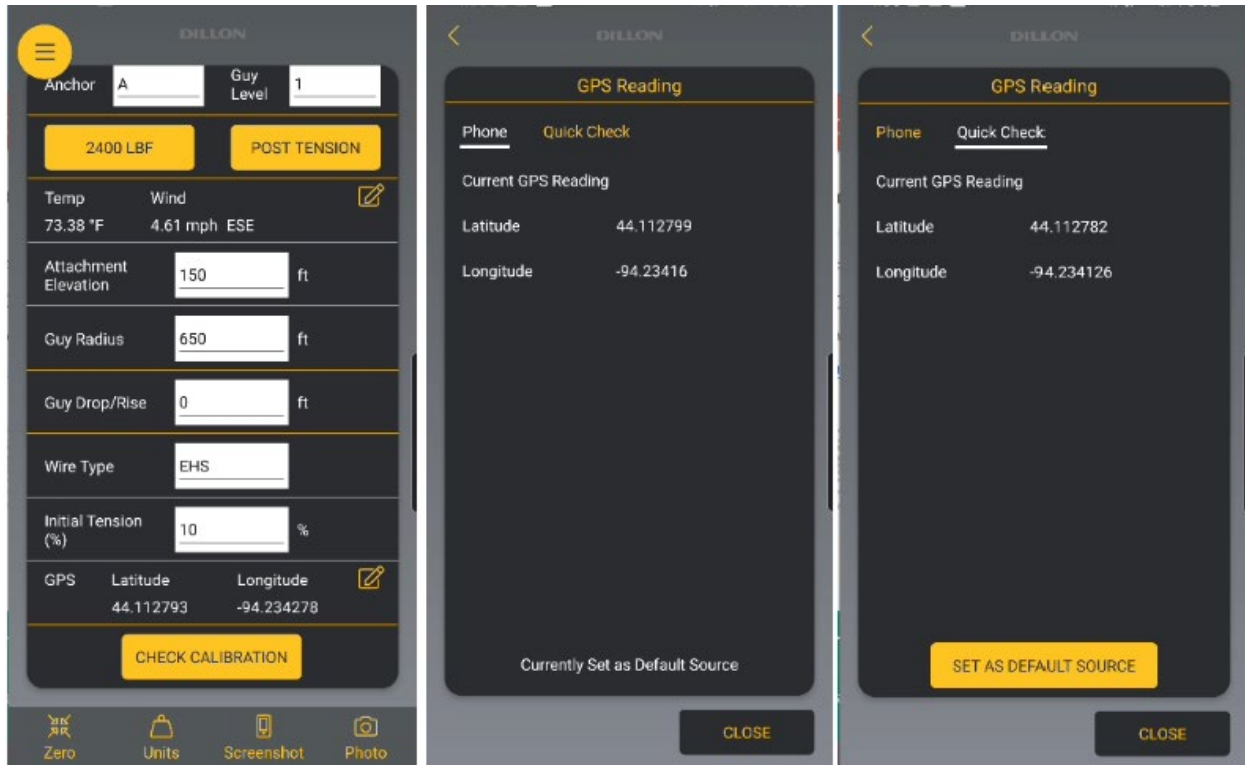 DILLON
Anchor A Guy Level 1
2400 LBF POST TENSION
Temp Wind
73.38 °F 4.61 mph ESE
Attachment Elevation 150 ft
Guy Radius 650 ft
Guy Drop/Rise 0 ft
Wire Type EHS
Initial Tension (%) 10 %
GPS Latitude Longitude
44.112793 -94.234278
CHECK CALIBRATION
Zero Units Screenshot Photo
DILLON
GPS Reading
Phone Quick Check
Current GPS Reading
Latitude 44.112799
Longitude -94.23416
Currently Set as Default Source
CLOSE
DILLON
GPS Reading
Phone Quick Check
Current GPS Reading
Latitude 44.112782
Longitude -94.234126
SET AS DEFAULT SOURCE
CLOSE